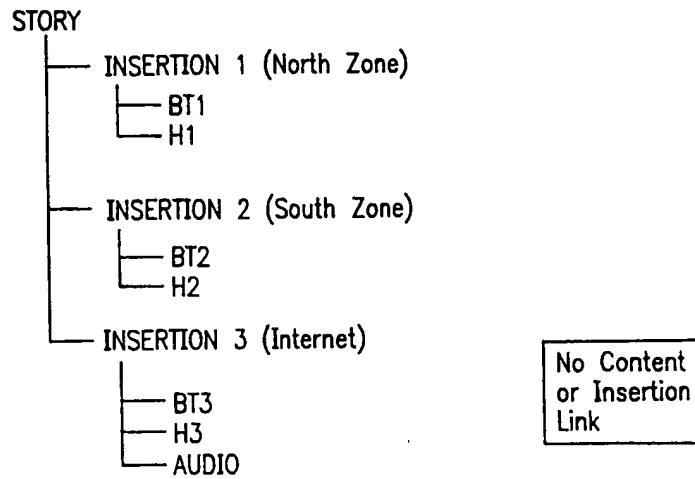 STORY
INSERTION 1 (North Zone)
BT1
H1
INSERTION 2 (South Zone)
BT2
H2
INSERTION 3 (Internet)
BT3
H3
AUDIO
No Content
or Insertion
Link